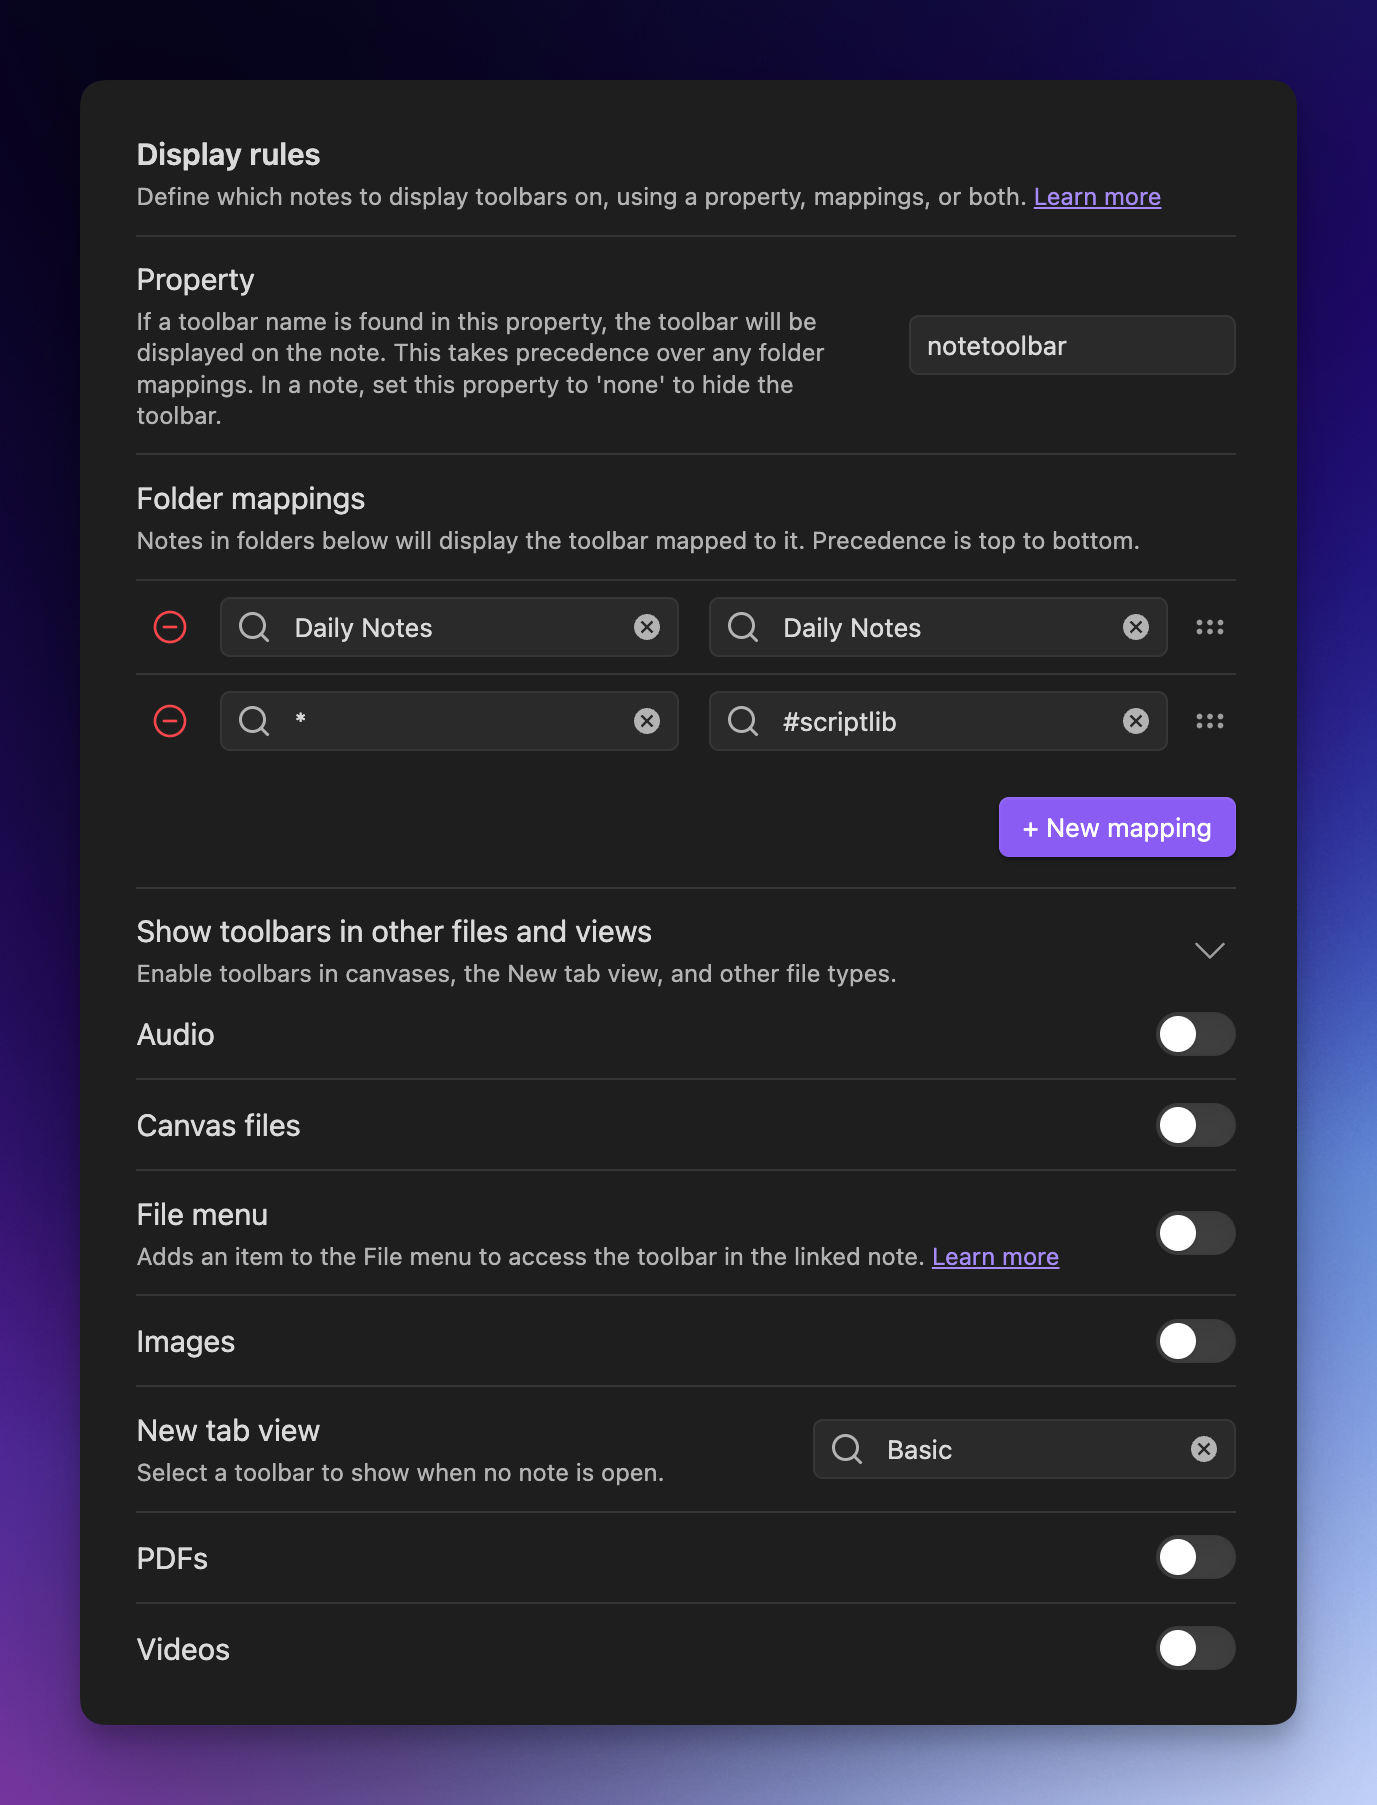 Display rules
Define which notes to display toolbars on, using a property, mappings, or both. Learn more
Property
If a toolbar name is found in this property, the toolbar will be
displayed on the note. This takes precedence over any folder
mappings. In a note, set this property to 'none' to hide the
toolbar.
notetoolbar
Folder mappings
Notes in folders below will display the toolbar mapped to it. Precedence is top to bottom.
Daily Notes Daily Notes
* #scriptlib
+ New mapping
Show toolbars in other files and views
Enable toolbars in canvases, the New tab view, and other file types.
Audio
Canvas files
File menu
Adds an item to the File menu to access the toolbar in the linked note. Learn more
Images
New tab view
Select a toolbar to show when no note is open.
Basic
PDFs
Videos